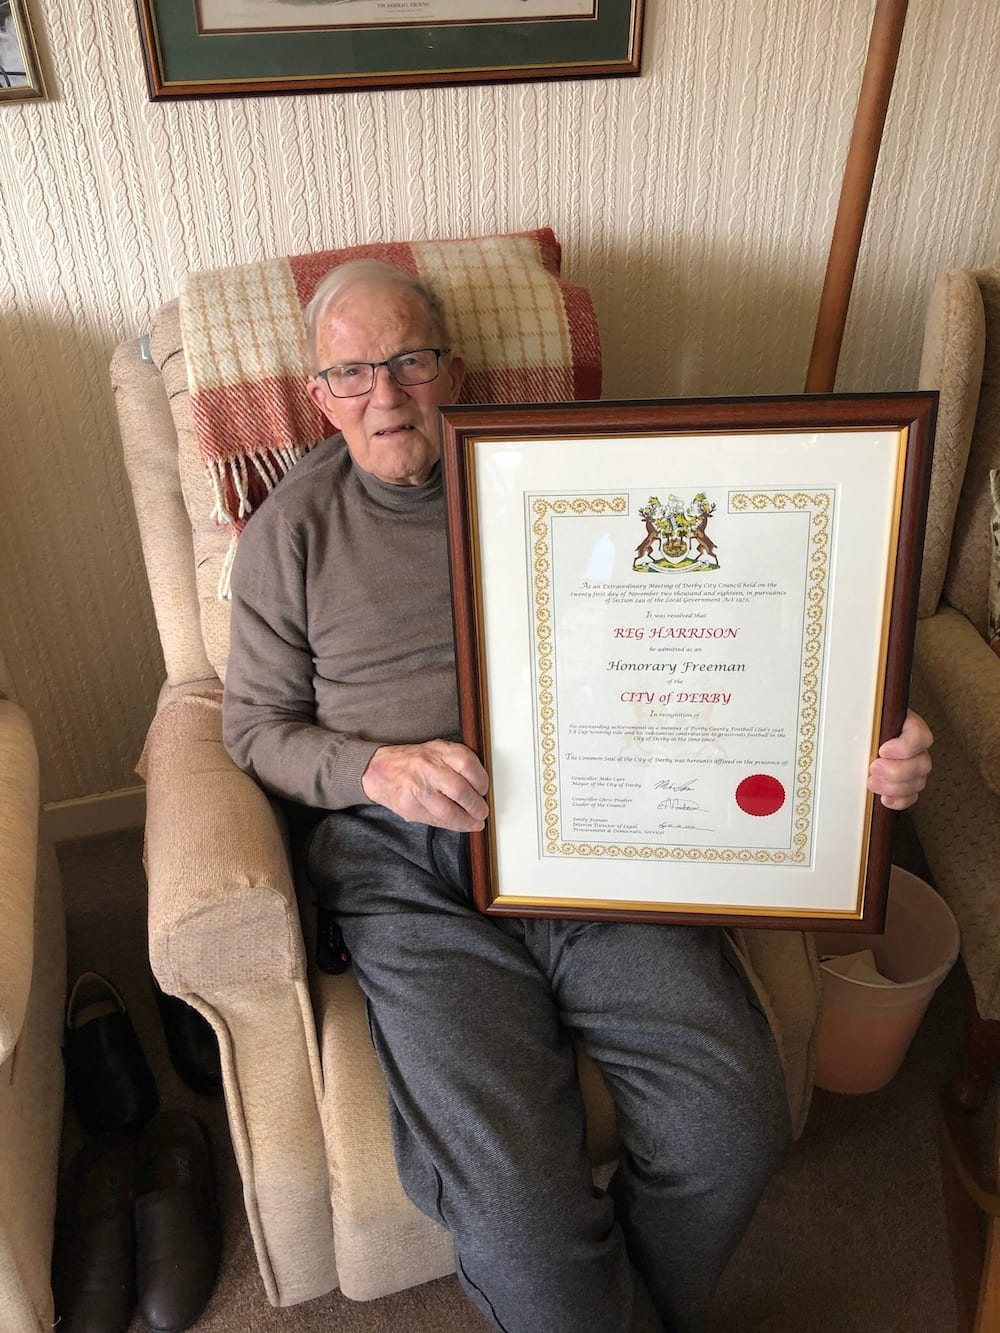 THE BASEBALL GROUND
At an Extraordinary Meeting of Derby City Council held on the
twenty first day of November two thousand and eighteen, in pursuance
of Section 249 of the Local Government Act 1972,
It was resolved that
REG HARRISON
be admitted as an
Honorary Freeman
of the
CITY of DERBY
In recognition of
his outstanding achievements as a member of Derby County Football Club's 1946
F.A Cup winning side and his substantial contribution to grassroots football in the
City of Derby in the time since.
The Common Seal of the City of Derby was hereunto affixed in the presence of:
Councillor Mike Carr
Mayor of the City of Derby
Councillor Chris Poulter
Leader of the Council
Emily Feenan
Interim Director of Legal,
Procurement & Democratic Services